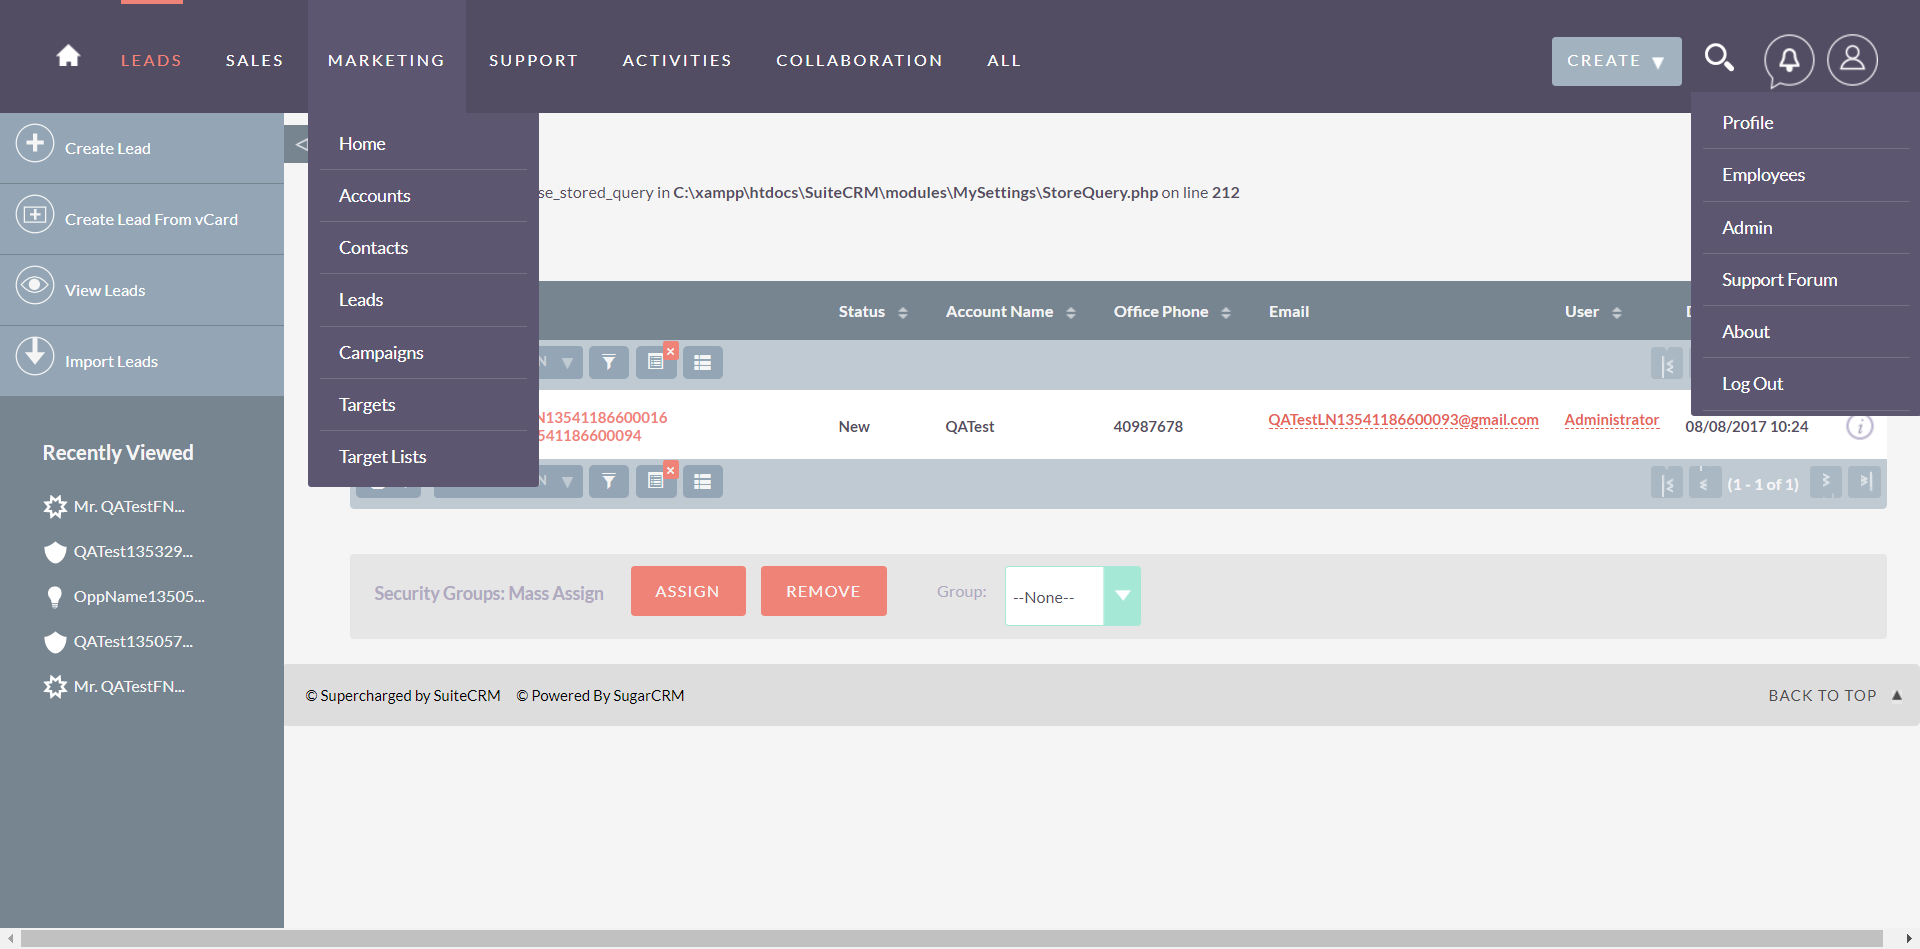 LEADS SALES MARKETING SUPPORT ACTIVITIES COLLABORATION ALL CREATE
Create Lead
Create Lead From vCard
View Leads
Import Leads
Recently Viewed
Mr. QATestFN...
QATest135329...
OppName13505...
QATest135057...
Mr. QATestFN...
Home
Accounts
Contacts
Leads
Campaigns
Targets
Target Lists
se_stored_query in C:\xampp\htdocs\SuiteCRM\modules\MySettings\StoreQuery.php on line 212
Status Account Name Office Phone Email User
N13541186600016
541186600094
New QATest 40987678 QATestLN13541186600093@gmail.com Administrator 08/08/2017 10:24
(1 - 1 of 1)
Security Groups: Mass Assign ASSIGN REMOVE Group: --None--
© Supercharged by SuiteCRM © Powered By SugarCRM
BACK TO TOP
Profile
Employees
Admin
Support Forum
About
Log Out